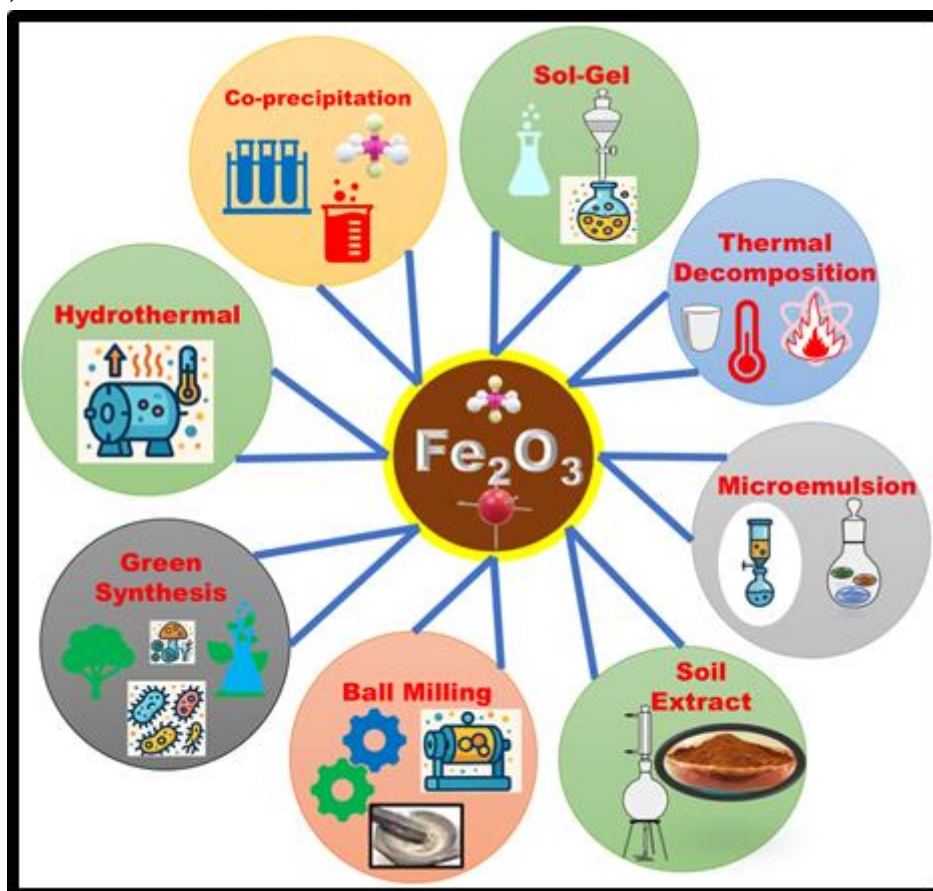 Co-precipitation
Sol-Gel
Thermal
Decomposition
Hydrothermal
Fe₂O₃
Microemulsion
Green
Synthesis
Ball Milling
Soil
Extract